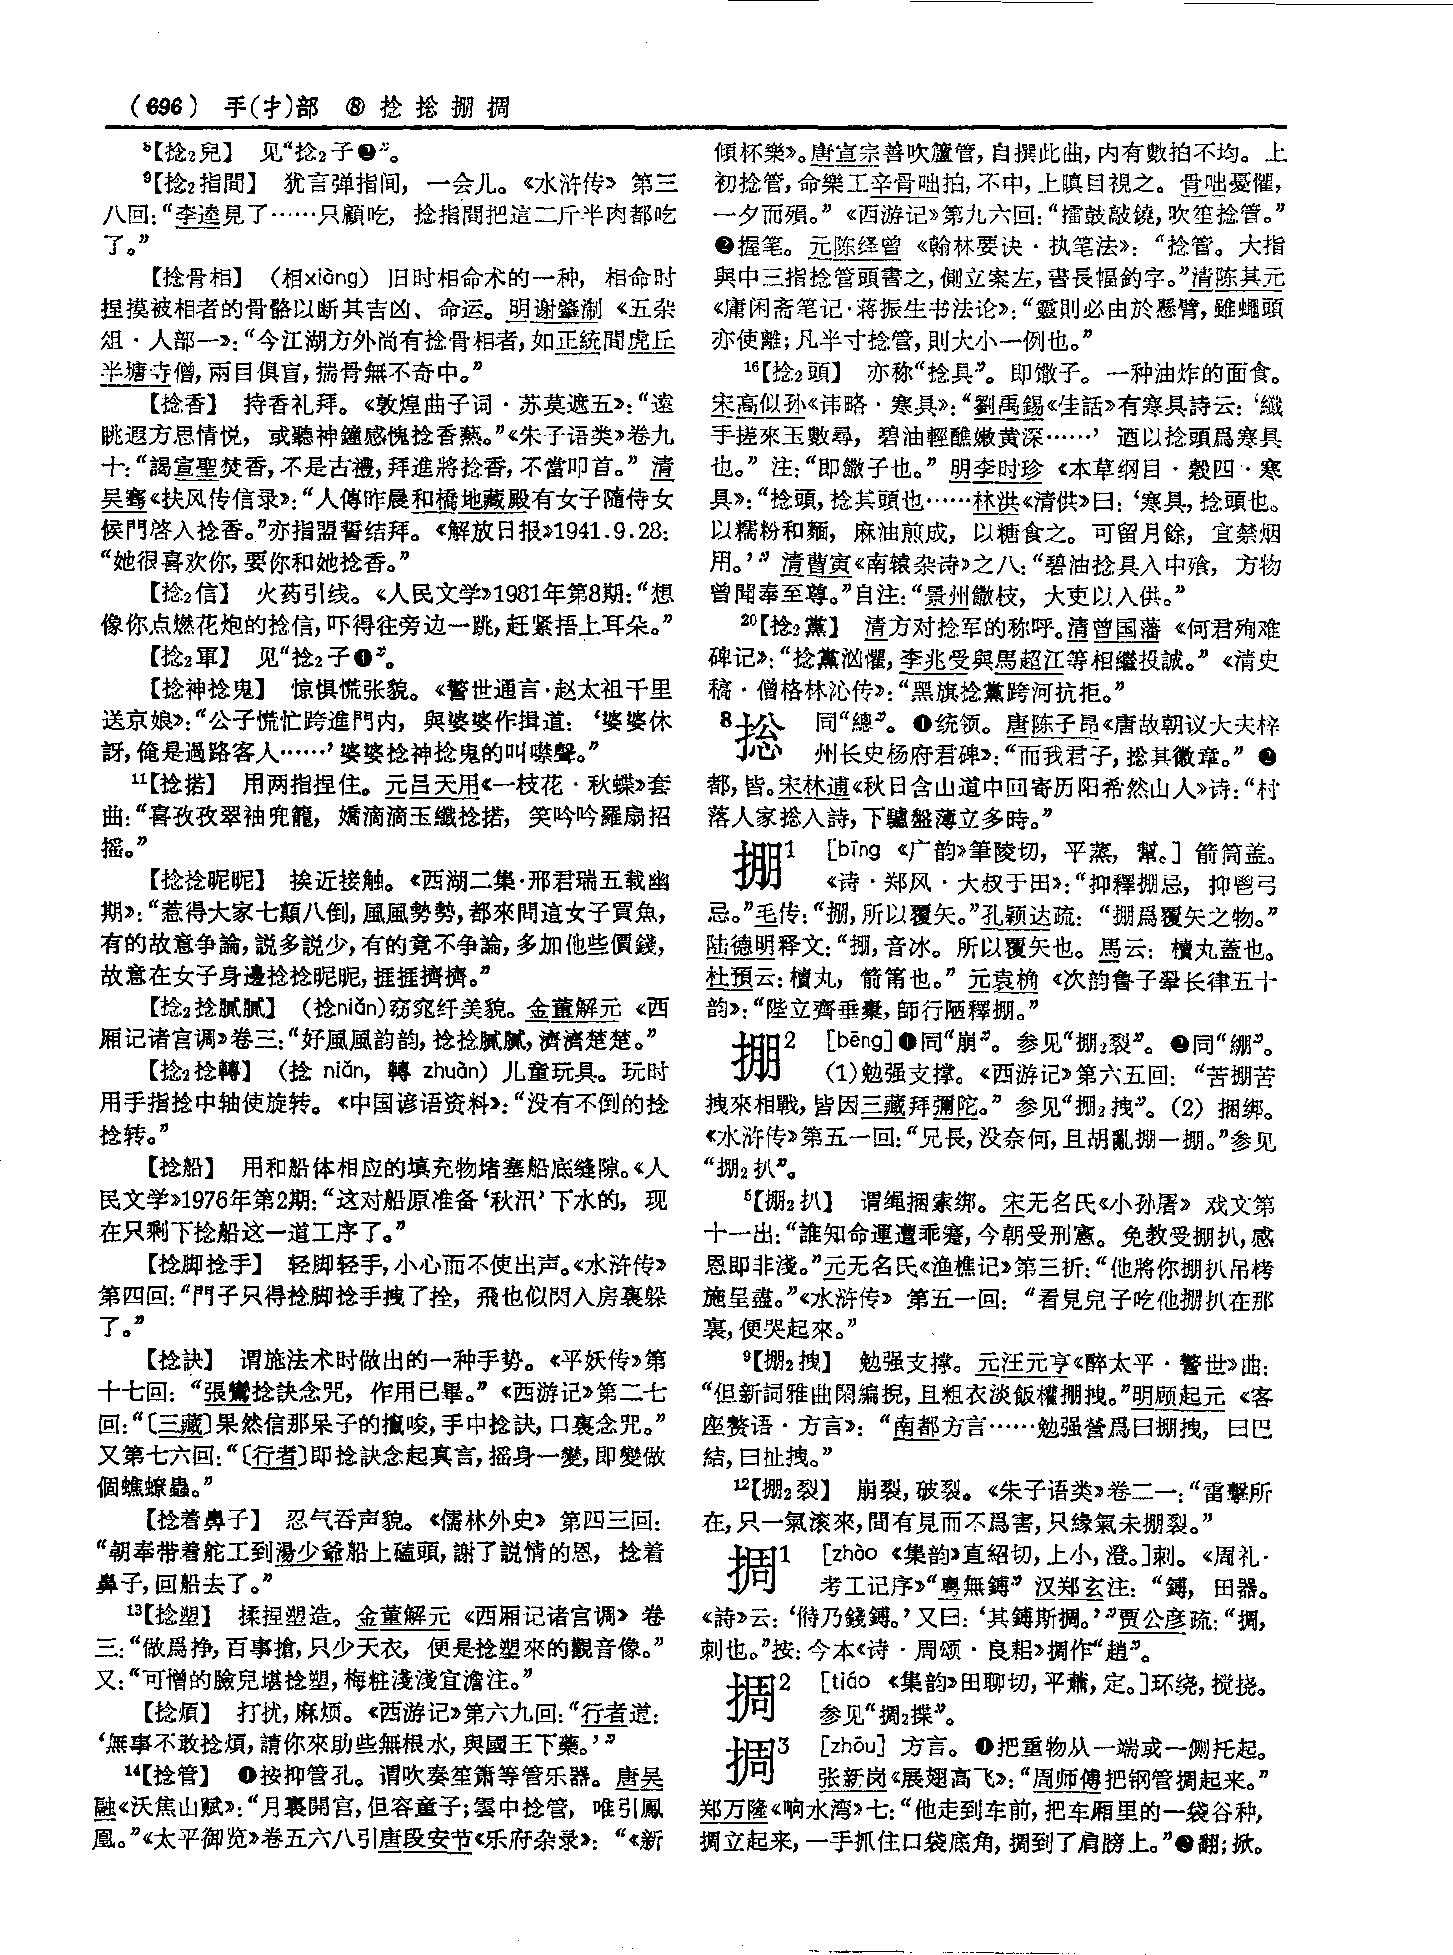 (696) 手(扌)部 ⑧ 捻 捴 掤 掆
⁵【捻₂兒】 见“捻₂子❷”。
⁹【捻₂指間】 犹言弹指间，一会儿。《水浒传》第三
八回：“李逵見了……只顧吃，捻指間把這二斤半肉都吃
了。”
【捻骨相】（相xiàng）旧时相命术的一种，相命时
捏摸被相者的骨骼以断其吉凶、命运。明谢肇淛《五杂
俎·人部一》：“今江湖方外尚有捻骨相者，如正統間虎丘
半塘寺僧，兩目俱盲，揣骨無不奇中。”
【捻香】 持香礼拜。《敦煌曲子词·苏莫遮五》：“遠
眺遐方思情悦，或聽神鐘感愧捻香爇。”《朱子语类》卷九
十：“謁宣聖焚香，不是古禮，拜進將捻香，不當叩首。”清
吴骞《扶风传信录》：“人傳昨晨和橋地藏殿有女子隨侍女
候門啓入捻香。”亦指盟誓结拜。《解放日报》1941.9.28：
“她很喜欢你，要你和她捻香。”
【捻₂信】 火药引线。《人民文学》1981年第8期：“想
像你点燃花炮的捻信，吓得往旁边一跳，赶紧捂上耳朵。”
【捻₂軍】 见“捻₂子❶”。
【捻神捻鬼】 惊惧慌张貌。《警世通言·赵太祖千里
送京娘》：“公子慌忙跨進門内，與婆婆作揖道：‘婆婆休
訝，俺是過路客人……’婆婆捻神捻鬼的叫噤聲。”
¹¹【捻掿】 用两指捏住。元吕天用《一枝花·秋蝶》套
曲：“喜孜孜翠袖兜籠，嬌滴滴玉纖捻掿，笑吟吟羅扇招
摇。”
【捻捻昵昵】 挨近接触。《西湖二集·邢君瑞五载幽
期》：“惹得大家七顛八倒，風風勢勢，都來問這女子買魚，
有的故意争論，説多説少，有的竟不争論，多加他些價錢，
故意在女子身邊捻捻昵昵，捱捱擠擠。”
【捻₂捻膩膩】（捻niǎn）窈窕纤美貌。金董解元《西
厢记诸宫调》卷三：“好風風韵韵，捻捻膩膩，濟濟楚楚。”
【捻₂捻轉】（捻 niǎn，轉 zhuàn）儿童玩具。玩时
用手指捻中轴使旋转。《中国谚语资料》：“没有不倒的捻
捻转。”
【捻船】 用和船体相应的填充物堵塞船底缝隙。《人
民文学》1976年第2期：“这对船原准备‘秋汛’下水的，现
在只剩下捻船这一道工序了。”
【捻脚捻手】 轻脚轻手，小心而不使出声。《水浒传》
第四回：“門子只得捻脚捻手拽了拴，飛也似閃入房裏躲
了。”
【捻訣】 谓施法术时做出的一种手势。《平妖传》第
十七回：“張鸞捻訣念咒，作用已畢。”《西游记》第二七
回：“〔三藏〕果然信那呆子的攛唆，手中捻訣，口裏念咒。”
又第七六回：“〔行者〕即捻訣念起真言，摇身一變，即變做
個蟭蟟蟲。”
【捻着鼻子】 忍气吞声貌。《儒林外史》第四三回：
“朝奉带着舵工到湯少爺船上磕頭，謝了説情的恩，捻着
鼻子，回船去了。”
¹³【捻塑】 揉捏塑造。金董解元《西厢记诸宫调》卷
三：“做爲挣，百事搶，只少天衣，便是捻塑來的觀音像。”
又：“可憎的臉兒堪捻塑，梅粧淺淺宜澹注。”
【捻煩】 打扰，麻烦。《西游记》第六九回：“行者道：
‘無事不敢捻煩，請你來助些無根水，與國王下藥。’”
¹⁴【捻管】 ❶按抑管孔。谓吹奏笙箫等管乐器。唐吴
融《沃焦山赋》：“月裏開宫，但容童子；雲中捻管，唯引鳳
凰。”《太平御览》卷五六八引唐段安节《乐府杂录》：“《新
傾杯樂》。唐宣宗善吹簫管，自撰此曲，内有數拍不均。上
初捻管，命樂工辛骨䶄拍，不中，上瞋目視之。骨䶄憂懼，
一夕而殞。”《西游记》第九六回：“擂鼓敲鐃，吹笙捻管。”
❷握笔。元陈绎曾《翰林要诀·执笔法》：“捻管。大指
與中三指捻管頭書之，側立案左，書長幅釣字。”清陈其元
《庸闲斋笔记·蒋振生书法论》：“靈則必由於懸臂，雖蠅頭
亦使離；凡半寸捻管，則大小一例也。”
¹⁶【捻₂頭】 亦称“捻具”。即馓子。一种油炸的面食。
宋高似孙《纬略·寒具》：“劉禹錫《佳話》有寒具詩云：‘纖
手搓來玉數尋，碧油輕醮嫩黄深……’ 迺以捻頭爲寒具
也。”注：“即饊子也。”明李时珍《本草纲目·穀四·寒
具》：“捻頭，捻其頭也……林洪《清供》曰：‘寒具，捻頭也。
以糯粉和麵，麻油煎成，以糖食之。可留月餘，宜禁烟
用。’”清曹寅《南辕杂诗》之八：“碧油捻具入中飱，方物
曾聞奉至尊。”自注：“景州饊枝，大吏以入供。”
²⁰【捻₂黨】 清方对捻军的称呼。清曾国藩《何君殉难
碑记》：“捻黨洶懼，李兆受與馬超江等相繼投誠。”《清史
稿·僧格林沁传》：“黑旗捻黨跨河抗拒。”
⁸捴 同“總”。❶统领。唐陈子昂《唐故朝议大夫梓
州长史杨府君碑》：“而我君子，捴其徽章。”❷
都，皆。宋林逋《秋日含山道中回寄历阳希然山人》诗：“村
落人家捴入詩，下驢盤薄立多時。”
掤¹ [bīng《广韵》筆陵切，平蒸，幫。]箭筒盖。
《诗·郑风·大叔于田》：“抑釋掤忌，抑鬯弓
忌。”毛传：“掤，所以覆矢。”孔颖达疏：“掤爲覆矢之物。”
陆德明释文：“掤，音冰。所以覆矢也。馬云：櫝丸蓋也。
杜預云：櫝丸，箭筩也。”元袁桷《次韵鲁子翚长律五十
韵》：“陛立齊垂橐，師行陋釋掤。”
掤² [bēng]❶同“崩”。参见“掤₂裂”。❷同“綳”。
(1)勉强支撑。《西游记》第六五回：“苦掤苦
拽來相戰，皆因三藏拜彌陀。”参见“掤₂拽”。(2)捆绑。
《水浒传》第五一回：“兄長，没奈何，且胡亂掤一掤。”参见
“掤₂扒”。
⁵【掤₂扒】 谓绳捆索绑。宋无名氏《小孙屠》戏文第
十一出：“誰知命運遭乖蹇，今朝受刑憲。免教受掤扒，感
恩即非淺。”元无名氏《渔樵记》第三折：“他將你掤扒吊栲
施呈盡。”《水浒传》第五一回：“看見兒子吃他掤扒在那
裏，便哭起來。”
⁹【掤₂拽】 勉强支撑。元汪元亨《醉太平·警世》曲：
“但新詞雅曲閑編捏，且粗衣淡飯權掤拽。”明顾起元《客
座赘语·方言》：“南都方言……勉强營爲曰掤拽，曰巴
結，曰扯拽。”
¹²【掤₂裂】 崩裂，破裂。《朱子语类》卷二一：“雷擊所
在，只一氣滚來，間有見而不爲害，只緣氣未掤裂。”
𢭏¹ [zhào《集韵》直紹切，上小，澄。]刺。《周礼·
考工记序》“粤無鎛”汉郑玄注：“鎛，田器。
《詩》云：‘偫乃錢鎛。’又曰：‘其鎛斯掆。’”贾公彦疏：“掆，
刺也。”按：今本《诗·周颂·良耜》掆作“趙”。
掆² [tiáo《集韵》田聊切，平蕭，定。]环绕，搅挠。
参见“掆₂擛”。
掆³ [zhōu] 方言。❶把重物从一端或一侧托起。
张新岗《展翅高飞》：“周师傅把钢管掆起来。”
郑万隆《响水湾》七：“他走到车前，把车厢里的一袋谷种，
掆立起来，一手抓住口袋底角，掆到了肩膀上。”❷翻；掀。